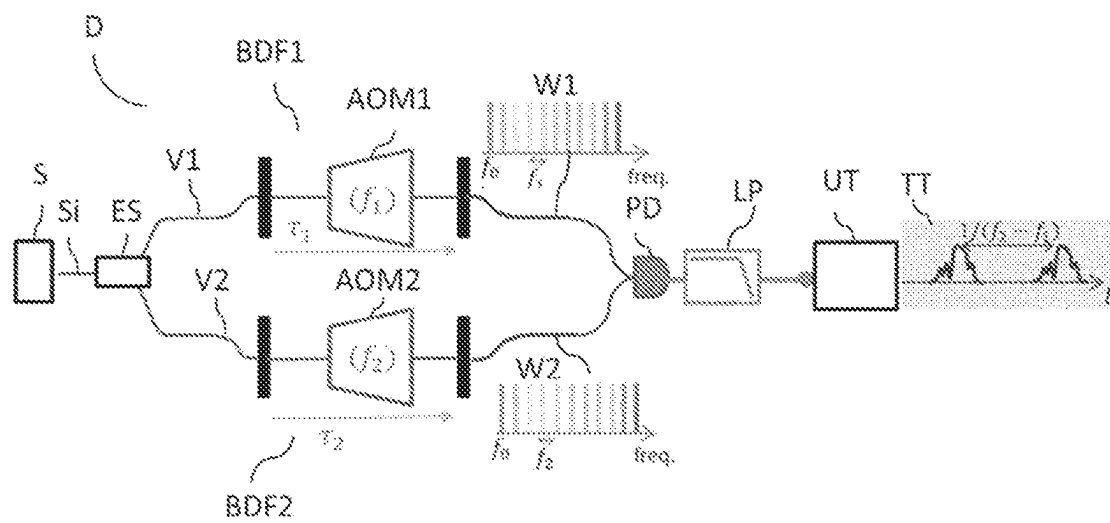 D
BDF1
AOM1
W1
V1
S
Si
ES
(f₁)
f₀
f₁
freq.
PD
LP
UT
TT
1/(f₂ − f₁)
τ₁
V2
AOM2
(f₂)
t
τ₂
W2
f₀
f₂
freq.
BDF2